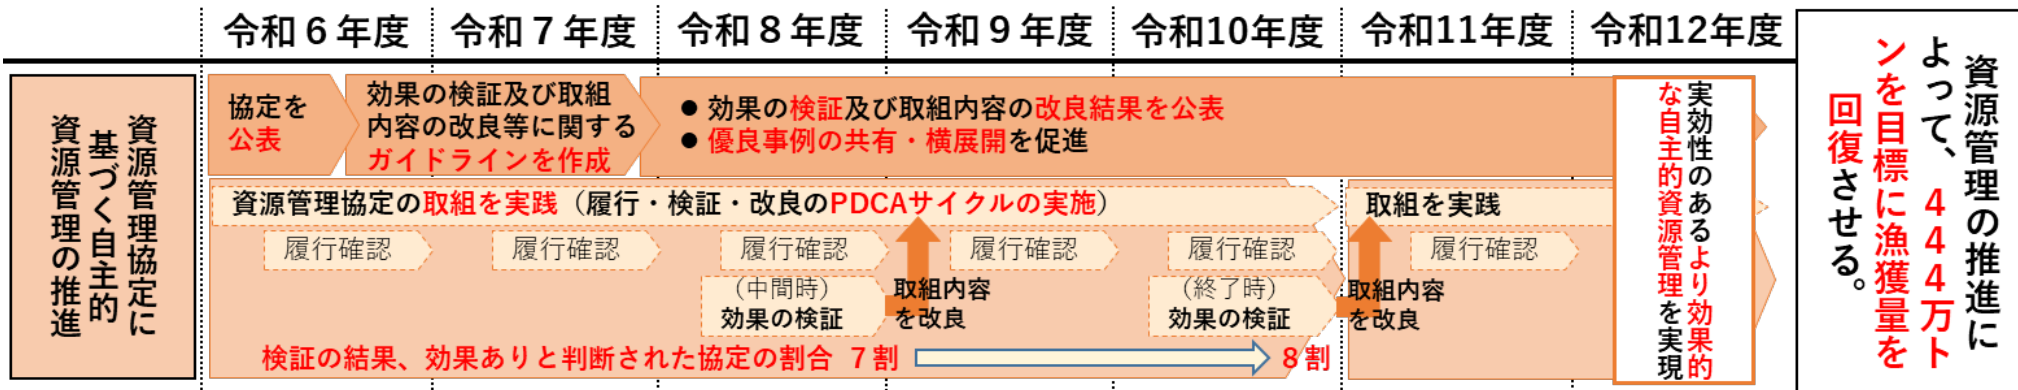 令和６年度
令和７年度
令和８年度
令和９年度
令和10年度
令和11年度
令和12年度
資源管理協定に
基づく自主的
資源管理の推進
協定を
公表
効果の検証及び取組
内容の改良等に関する
ガイドラインを作成
● 効果の検証及び取組内容の改良結果を公表
● 優良事例の共有・横展開を促進
資源管理協定の取組を実践（履行・検証・改良のPDCAサイクルの実施）
取組を実践
履行確認
履行確認
履行確認
履行確認
履行確認
履行確認
（中間時）
効果の検証
取組内容
を改良
（終了時）
効果の検証
取組内容
を改良
検証の結果、効果ありと判断された協定の割合 ７割
８割
実効性のあるより効果的
な自主的資源管理を実現
資源管理の推進に
よって、４４４万ト
ンを目標に漁獲量を
回復させる。